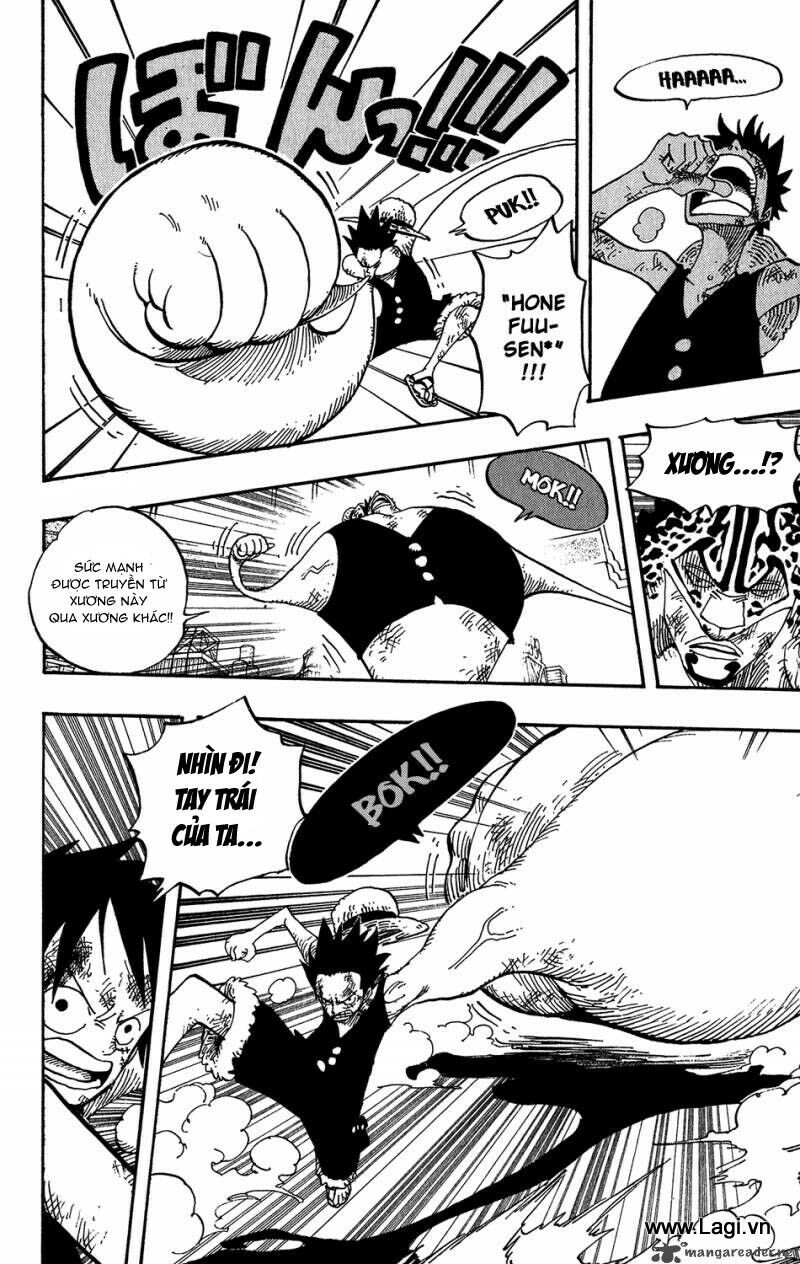 HAAAAA...
ぼんっ!!!
PUK!!
"HONE
FUU-
SEN*"
!!!
XƯƠNG...!?
MOK!!
SỨC MẠNH
ĐƯỢC TRUYỀN TỪ
XƯƠNG NÀY
QUA XƯƠNG KHÁC!!
NHÌN ĐI!
TAY TRÁI
CỦA TA...
BOK!!
www.Lagi.vn
mangareader.net